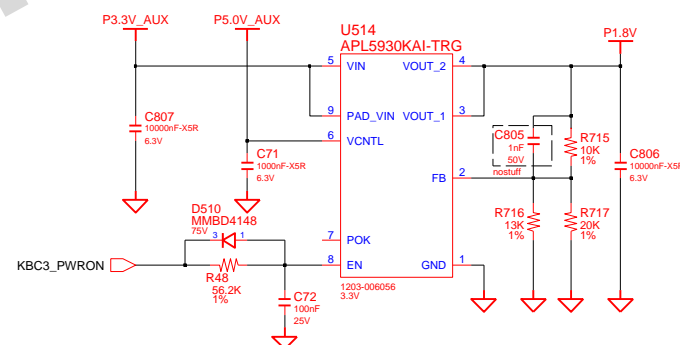 P3.3V_AUX
P5.0V_AUX
U514
APL5930KAI-TRG
P1.8V
5 VIN VOUT_2 4
9 PAD_VIN VOUT_1 3
6 VCNTL
FB 2
7 POK
8 EN GND 1
C807
10000nF-X5R
6.3V
C71
10000nF-X5R
6.3V
C805
1nF
50V
nostuff
R715
10K
1%
C806
10000nF-X5R
6.3V
R716
13K
1%
R717
20K
1%
D510
MMBD4148
75V
3 1
KBC3_PWRON
R48
56.2K
1%
C72
100nF
25V
1203-006056
3.3V